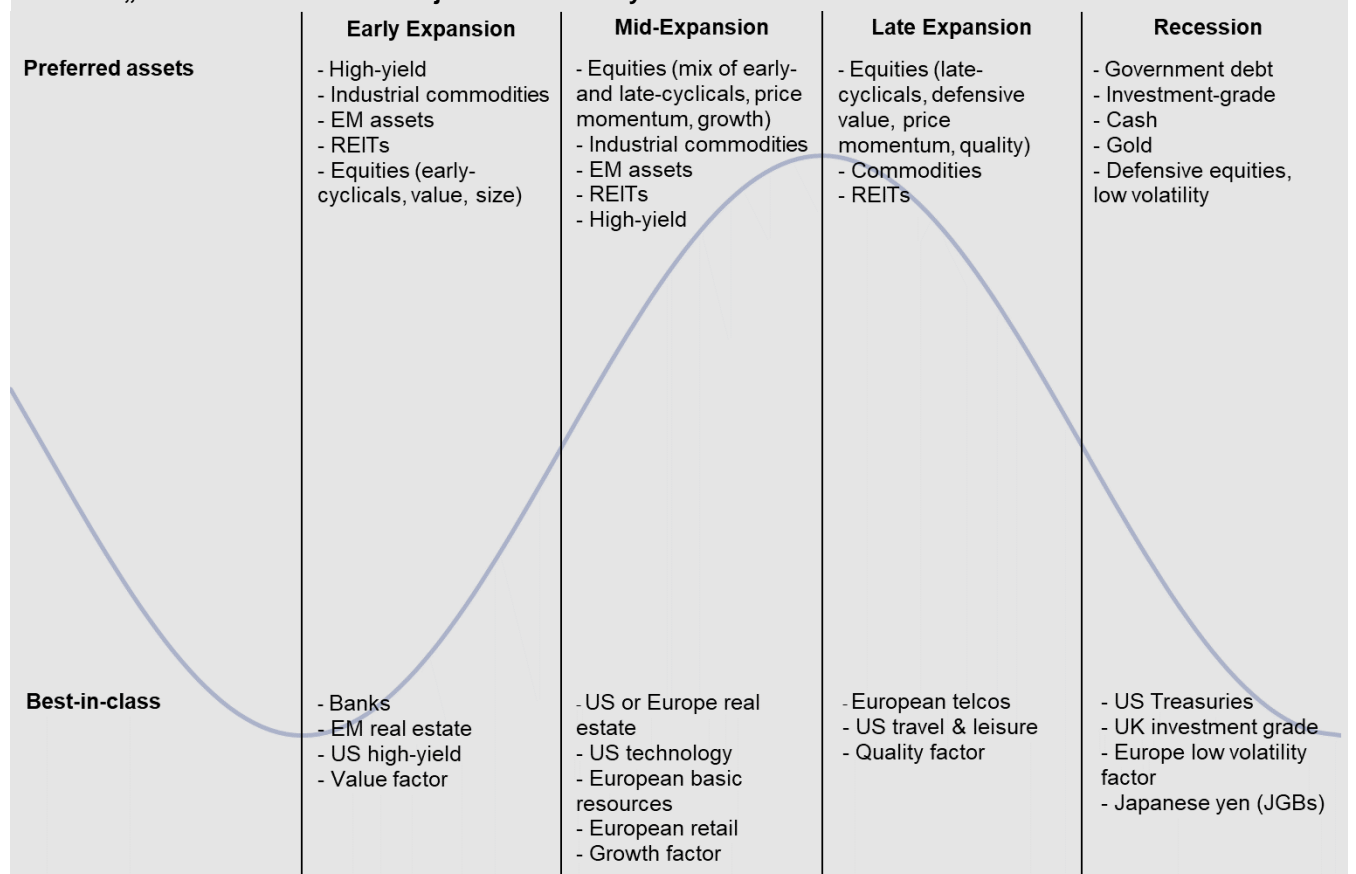 Early Expansion
Mid-Expansion
Late Expansion
Recession
Preferred assets
- High-yield
- Industrial commodities
- EM assets
- REITs
- Equities (early-
cyclicals, value, size)
- Equities (mix of early-
and late-cyclicals, price
momentum, growth)
- Industrial commodities
- EM assets
- REITs
- High-yield
- Equities (late-
cyclicals, defensive
value, price
momentum, quality)
- Commodities
- REITs
- Government debt
- Investment-grade
- Cash
- Gold
- Defensive equities,
low volatility
Best-in-class
- Banks
- EM real estate
- US high-yield
- Value factor
- US or Europe real
estate
- US technology
- European basic
resources
- European retail
- Growth factor
- European telcos
- US travel & leisure
- Quality factor
- US Treasuries
- UK investment grade
- Europe low volatility
factor
- Japanese yen (JGBs)